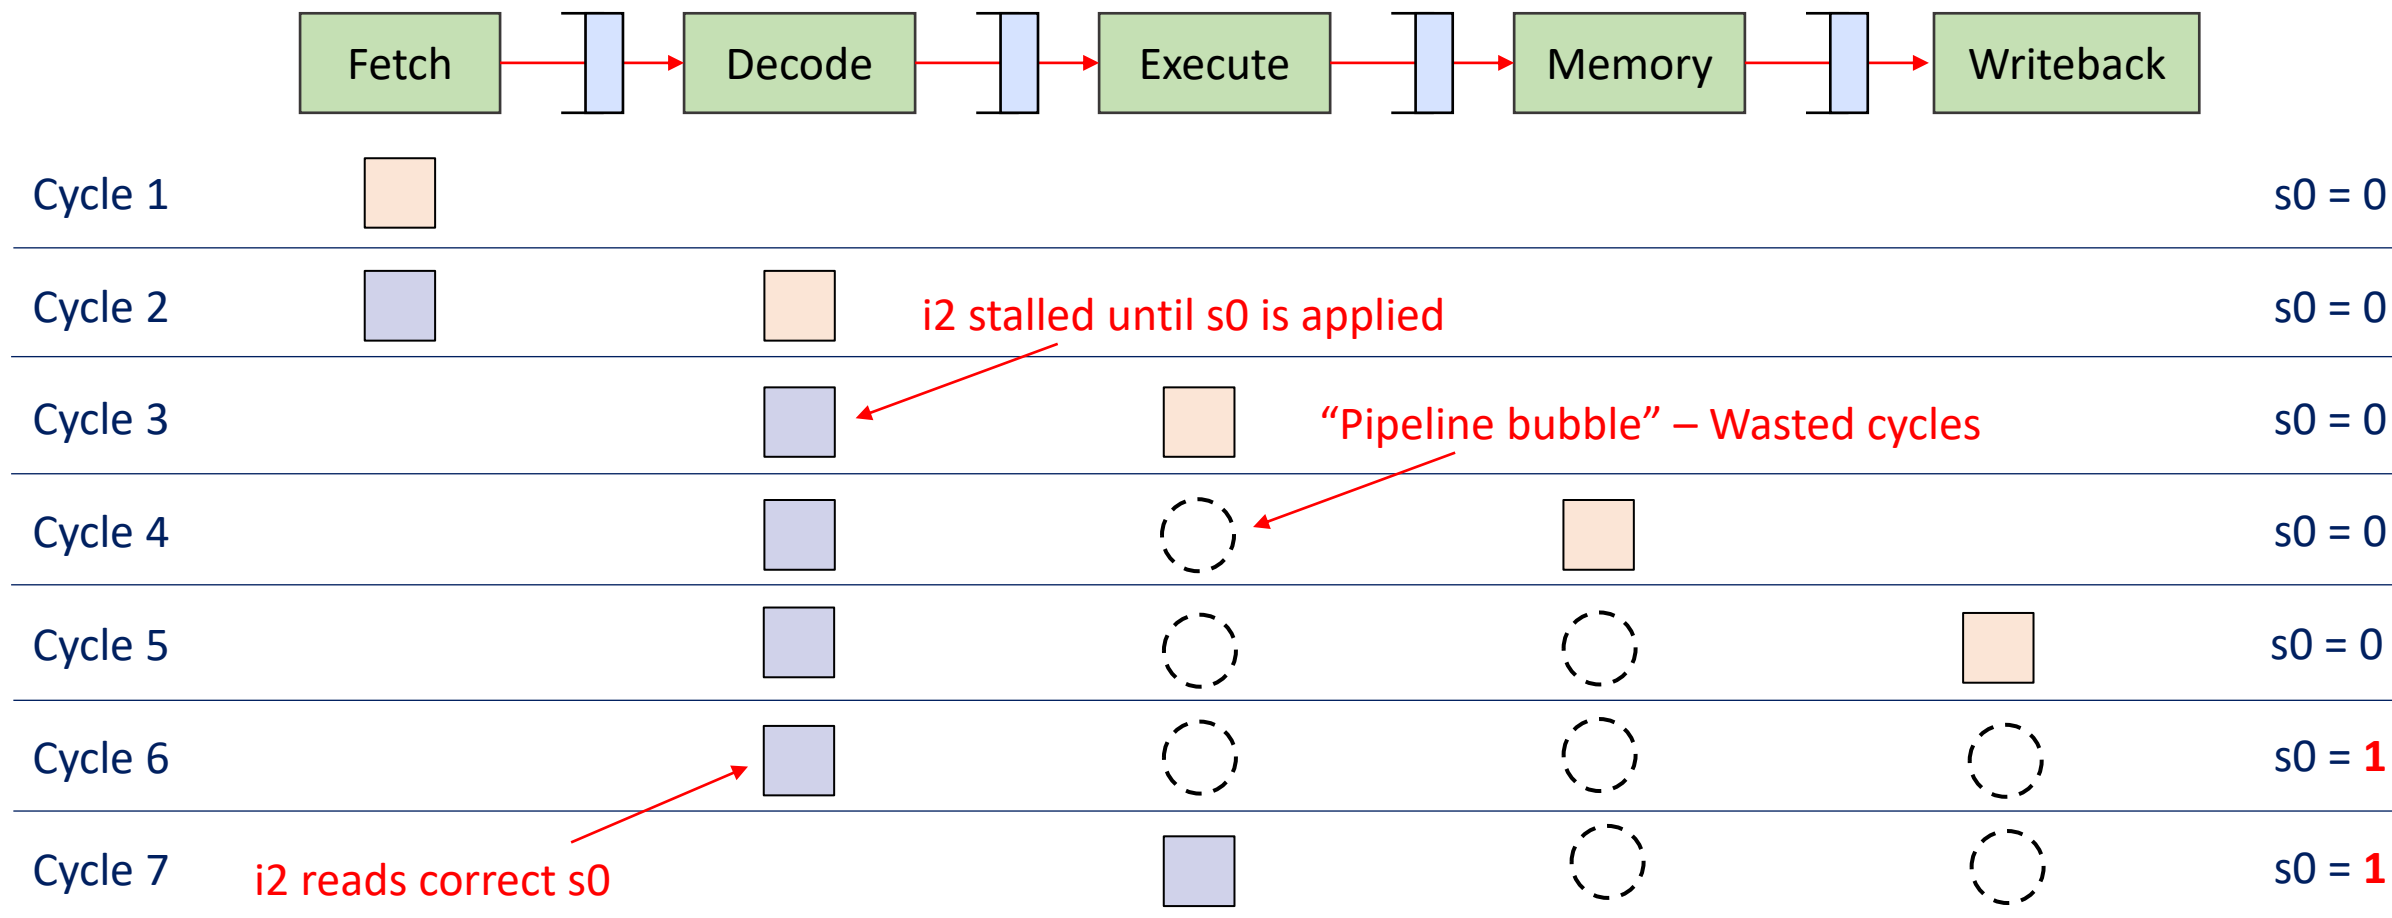 Fetch Decode Execute Memory Writeback
Cycle 1 s0 = 0
Cycle 2 s0 = 0
i2 stalled until s0 is applied
Cycle 3 s0 = 0
“Pipeline bubble” – Wasted cycles
Cycle 4 s0 = 0
Cycle 5 s0 = 0
Cycle 6 s0 = 1
Cycle 7 s0 = 1
i2 reads correct s0